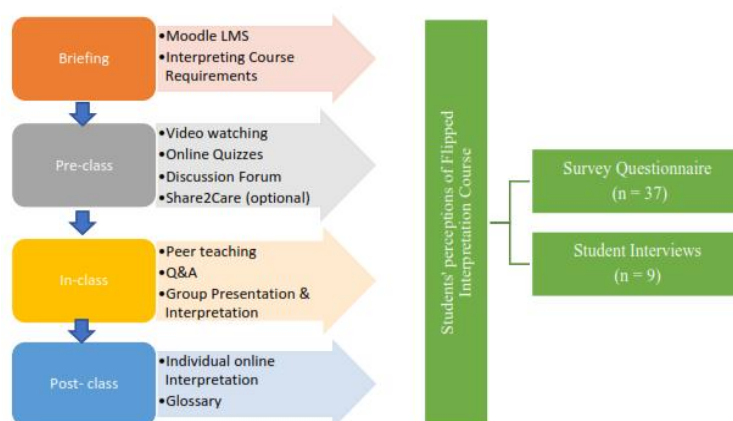 Briefing
•Moodle LMS
•Interpreting Course
Requirements
Pre-class
•Video watching
•Online Quizzes
•Discussion Forum
•Share2Care (optional)
In-class
•Peer teaching
•Q&A
•Group Presentation &
Interpretation
Post- class
•Individual online
Interpretation
•Glossary
Students' perceptions of Flipped
Interpretation Course
Survey Questionnaire
(n = 37)
Student Interviews
(n = 9)